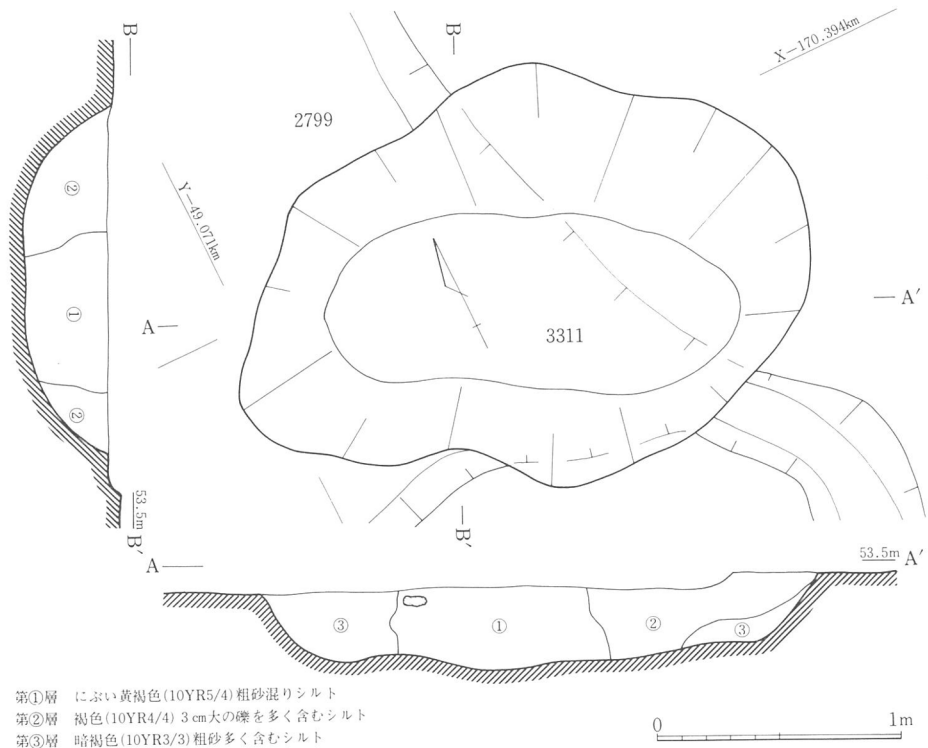 B
B
X-170.394km
2799
②
Y-49.071km
①
A
A′
3311
②
53.5m
B′
B′
A
53.5m
A′
③
①
②
③
第①層 にぶい黄褐色(10YR5/4)粗砂混りシルト
第②層 褐色(10YR4/4) 3㎝大の礫を多く含むシルト
第③層 暗褐色(10YR3/3)粗砂多く含むシルト
0
1m